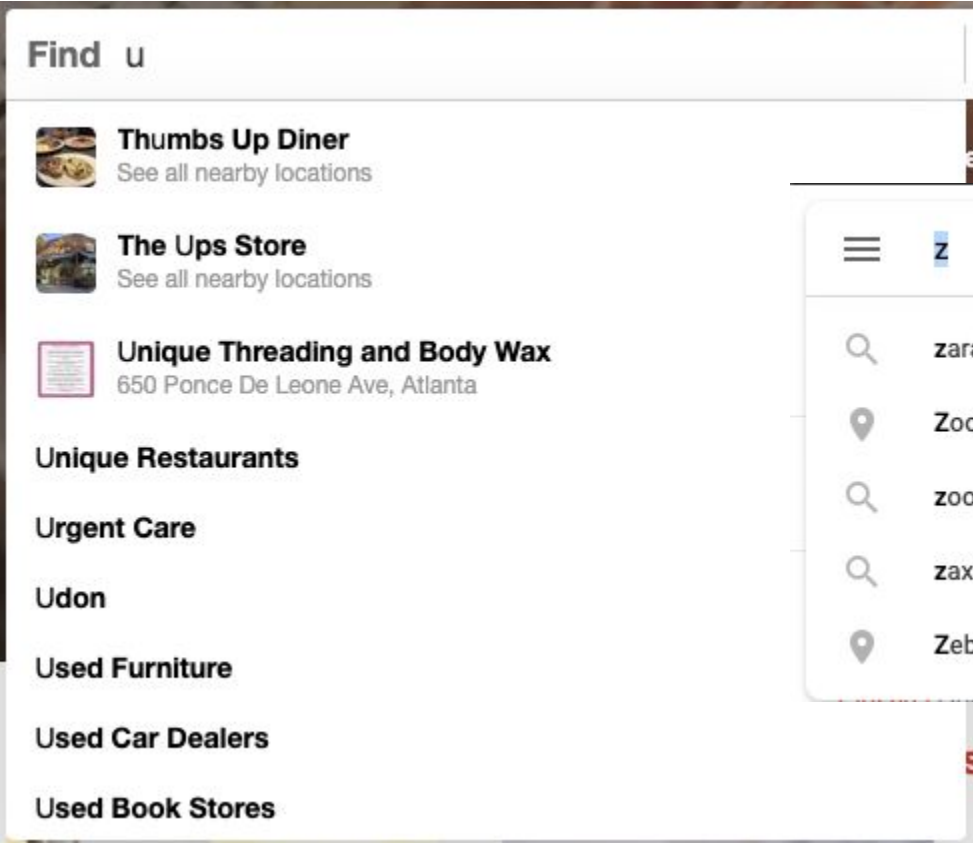 Find u
Thumbs Up Diner
See all nearby locations
The Ups Store
See all nearby locations
Unique Threading and Body Wax
650 Ponce De Leone Ave, Atlanta
Unique Restaurants
Urgent Care
Udon
Used Furniture
Used Car Dealers
Used Book Stores
z